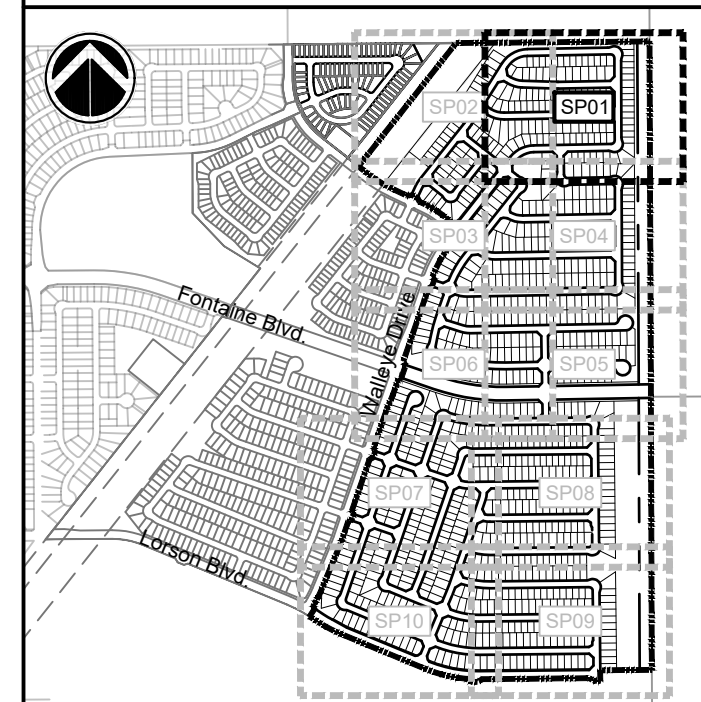 SP02 SP01
SP03 SP04
Fontaine Blvd.
Walleye Drive
SP06 SP05
SP07 SP08
Lorson Blvd.
SP10 SP09